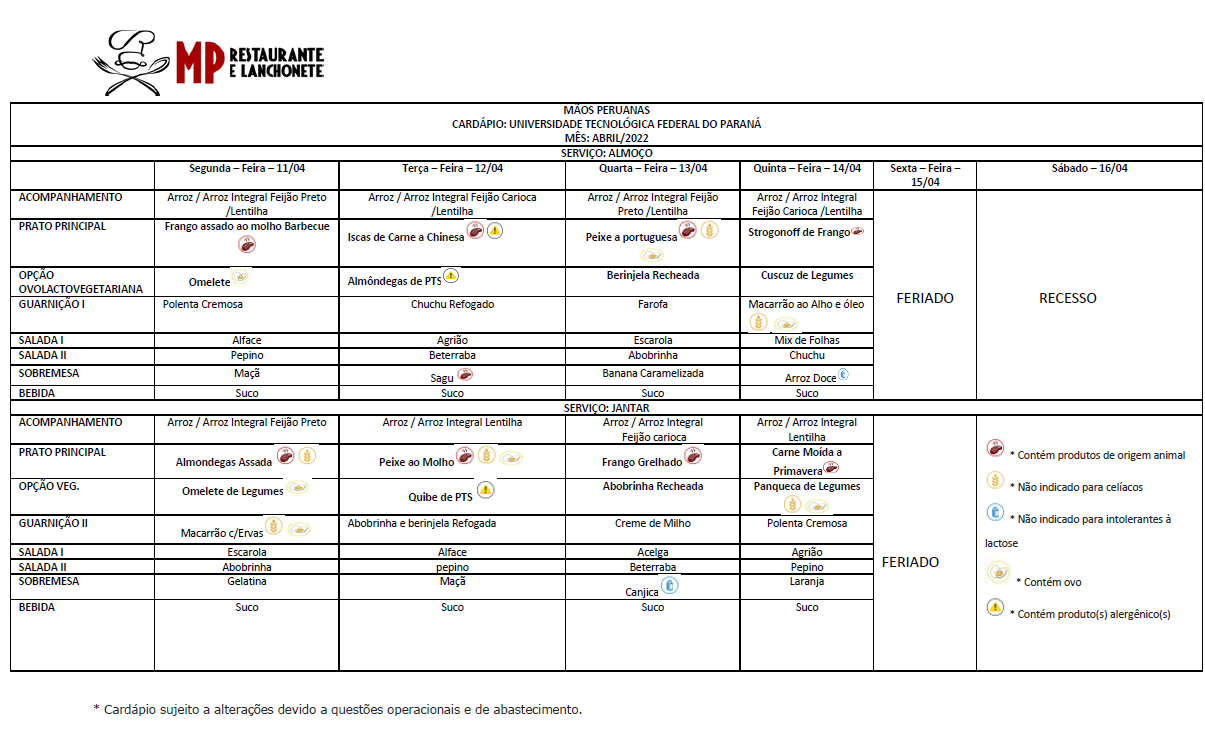 MP RESTAURANTE
E LANCHONETE
MÃOS PERUANAS
CARDÁPIO: UNIVERSIDADE TECNOLÓGICA FEDERAL DO PARANÁ
MÊS: ABRIL/2022
SERVIÇO: ALMOÇO
Segunda – Feira – 11/04 Terça – Feira – 12/04 Quarta – Feira – 13/04 Quinta – Feira – 14/04 Sexta – Feira – Sábado – 16/04
15/04
ACOMPANHAMENTO Arroz / Arroz Integral Feijão Preto Arroz / Arroz Integral Feijão Carioca Arroz / Arroz Integral Feijão Arroz / Arroz Integral
/Lentilha /Lentilha Preto /Lentilha Feijão Carioca /Lentilha
PRATO PRINCIPAL Frango assado ao molho Barbecue Iscas de Carne a Chinesa Peixe a portuguesa Strogonoff de Frango
OPÇÃO
OVOLACTOVEGETARIANA Omelete Almôndegas de PTS Berinjela Recheada Cuscuz de Legumes
GUARNIÇÃO I Polenta Cremosa Chuchu Refogado Farofa Macarrão ao Alho e óleo
FERIADO RECESSO
SALADA I Alface Agrião Escarola Mix de Folhas
SALADA II Pepino Beterraba Abobrinha Chuchu
SOBREMESA Maçã Sagu Banana Caramelizada Arroz Doce
BEBIDA Suco Suco Suco Suco
SERVIÇO: JANTAR
ACOMPANHAMENTO Arroz / Arroz Integral Feijão Preto Arroz / Arroz Integral Lentilha Arroz / Arroz Integral Arroz / Arroz Integral
Feijão carioca Lentilha
PRATO PRINCIPAL Almondegas Assada Peixe ao Molho Frango Grelhado Carne Moída a
Primavera
OPÇÃO VEG. Omelete de Legumes Quibe de PTS Abobrinha Recheada Panqueca de Legumes
GUARNIÇÃO II Macarrão c/Ervas Abobrinha e berinjela Refogada Creme de Milho Polenta Cremosa
SALADA I Escarola Alface Acelga Agrião
SALADA II Abobrinha pepino Beterraba Pepino
SOBREMESA Gelatina Maçã Canjica Laranja
BEBIDA Suco Suco Suco Suco
FERIADO
* Contém produtos de origem animal
* Não indicado para celíacos
* Não indicado para intolerantes à
lactose
* Contém ovo
* Contém produto(s) alergênico(s)
* Cardápio sujeito a alterações devido a questões operacionais e de abastecimento.